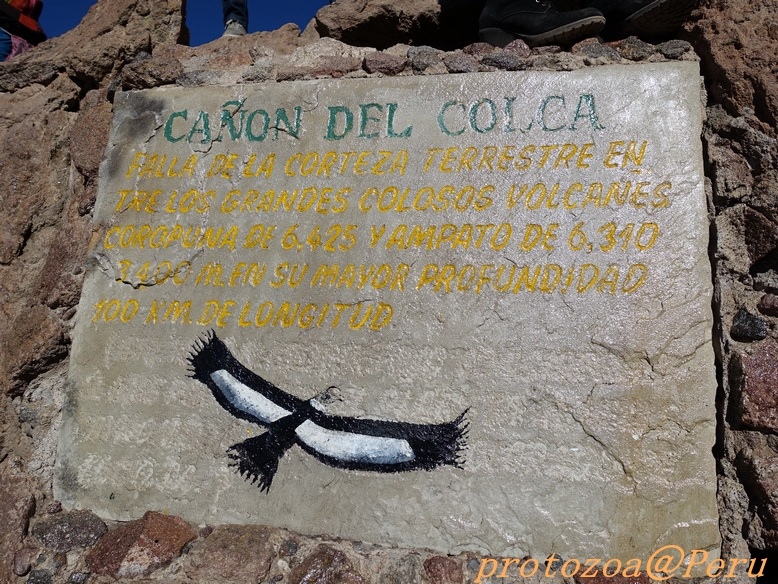 CAÑON DEL COLCA
FALLA DE LA CORTEZA TERRESTRE EN
TRE LOS GRANDES COLOSOS VOLCANES
COROPUNA DE 6,425 Y AMPATO DE 6,310
3400 M. EN SU MAYOR PROFUNDIDAD
100 KM. DE LONGITUD
protozoa@Peru